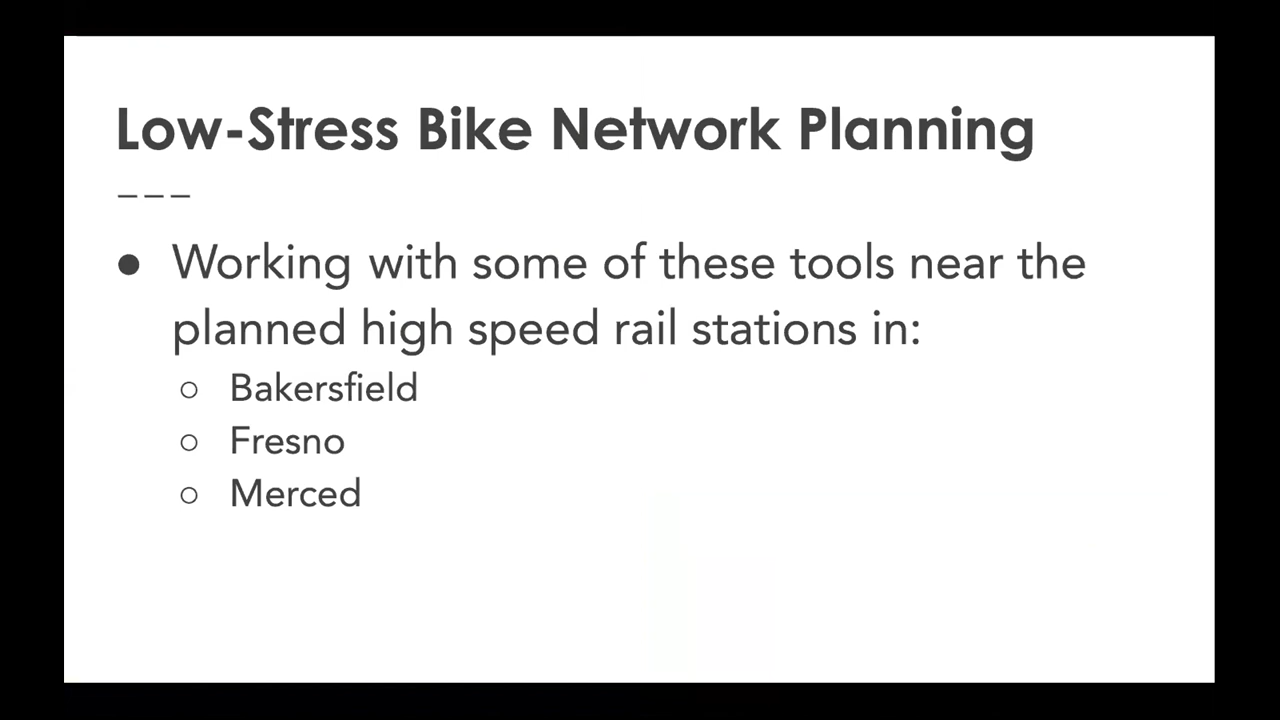 Low-Stress Bike Network Planning
● Working with some of these tools near the
planned high speed rail stations in:
○ Bakersfield
○ Fresno
○ Merced